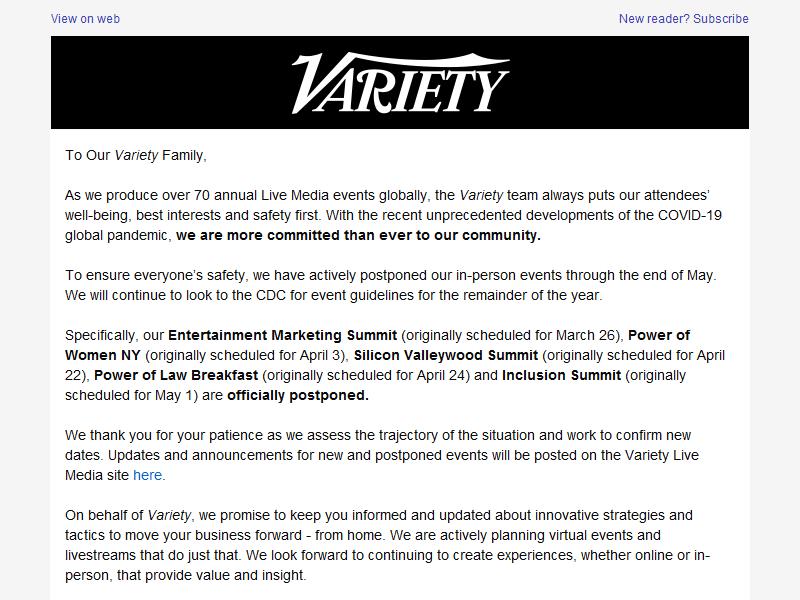 View on web
New reader? Subscribe
VARIETY
To Our Variety Family,
As we produce over 70 annual Live Media events globally, the Variety team always puts our attendees’
well-being, best interests and safety first. With the recent unprecedented developments of the COVID-19
global pandemic, we are more committed than ever to our community.
To ensure everyone’s safety, we have actively postponed our in-person events through the end of May.
We will continue to look to the CDC for event guidelines for the remainder of the year.
Specifically, our Entertainment Marketing Summit (originally scheduled for March 26), Power of
Women NY (originally scheduled for April 3), Silicon Valleywood Summit (originally scheduled for April
22), Power of Law Breakfast (originally scheduled for April 24) and Inclusion Summit (originally
scheduled for May 1) are officially postponed.
We thank you for your patience as we assess the trajectory of the situation and work to confirm new
dates. Updates and announcements for new and postponed events will be posted on the Variety Live
Media site here.
On behalf of Variety, we promise to keep you informed and updated about innovative strategies and
tactics to move your business forward - from home. We are actively planning virtual events and
livestreams that do just that. We look forward to continuing to create experiences, whether online or in-
person, that provide value and insight.